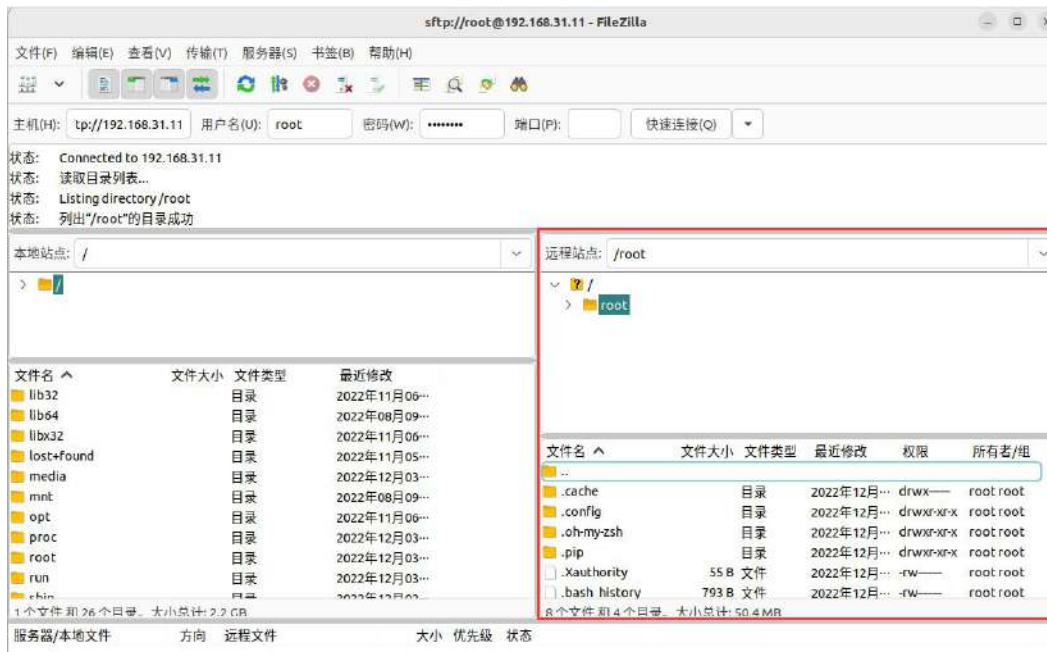 sftp://root@192.168.31.11 - FileZilla
文件(F) 编辑(E) 查看(V) 传输(T) 服务器(S) 书签(B) 帮助(H)
主机(H): tp://192.168.31.11 用户名(U): root 密码(W): •••••••• 端口(P): 快速连接(Q)
状态: Connected to 192.168.31.11
状态: 读取目录列表...
状态: Listing directory /root
状态: 列出"/root"的目录成功
本地站点: /
/
文件名 文件大小 文件类型 最近修改
lib32 目录 2022年11月06…
lib64 目录 2022年08月09…
libx32 目录 2022年11月06…
lost+found 目录 2022年11月05…
media 目录 2022年12月03…
mnt 目录 2022年08月09…
opt 目录 2022年11月06…
proc 目录 2022年12月03…
root 目录 2022年12月03…
run 目录 2022年12月03…
sbin 目录
1个文件 和 26 个目录。大小总计: 2.2 GB
远程站点: /root
? /
root
文件名 文件大小 文件类型 最近修改 权限 所有者/组
..
.cache 目录 2022年12月… drwx—— root root
.config 目录 2022年12月… drwxr-xr-x root root
.oh-my-zsh 目录 2022年12月… drwxr-xr-x root root
.pip 目录 2022年12月… drwxr-xr-x root root
.Xauthority 55 B 文件 2022年12月… -rw—— root root
.bash_history 793 B 文件 2022年12月… -rw—— root root
8个文件 和 4 个目录。大小总计: 50.4 MB
服务器/本地文件 方向 远程文件 大小 优先级 状态